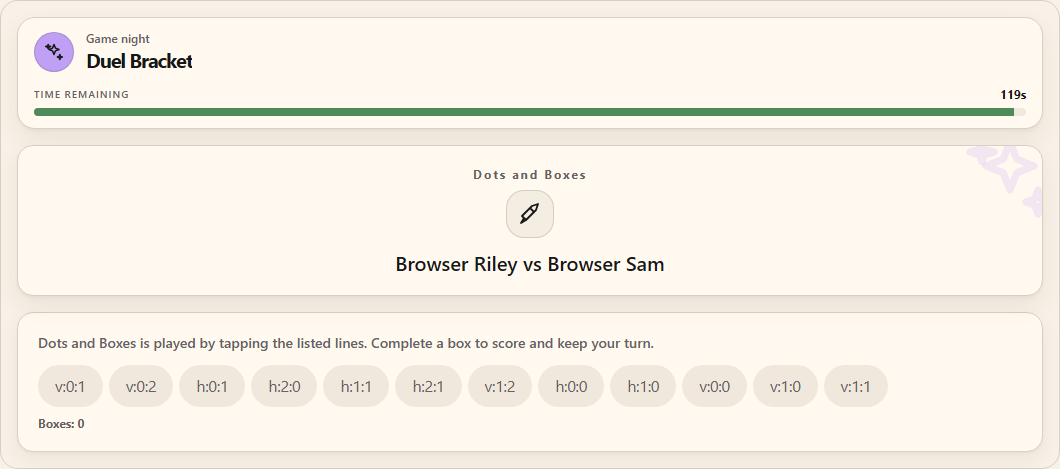 Game night
Duel Bracket
TIME REMAINING
119s
Dots and Boxes
Browser Riley vs Browser Sam
Dots and Boxes is played by tapping the listed lines. Complete a box to score and keep your turn.
v:0:1 v:0:2 h:0:1 h:2:0 h:1:1 h:2:1 v:1:2 h:0:0 h:1:0 v:0:0 v:1:0 v:1:1
Boxes: 0